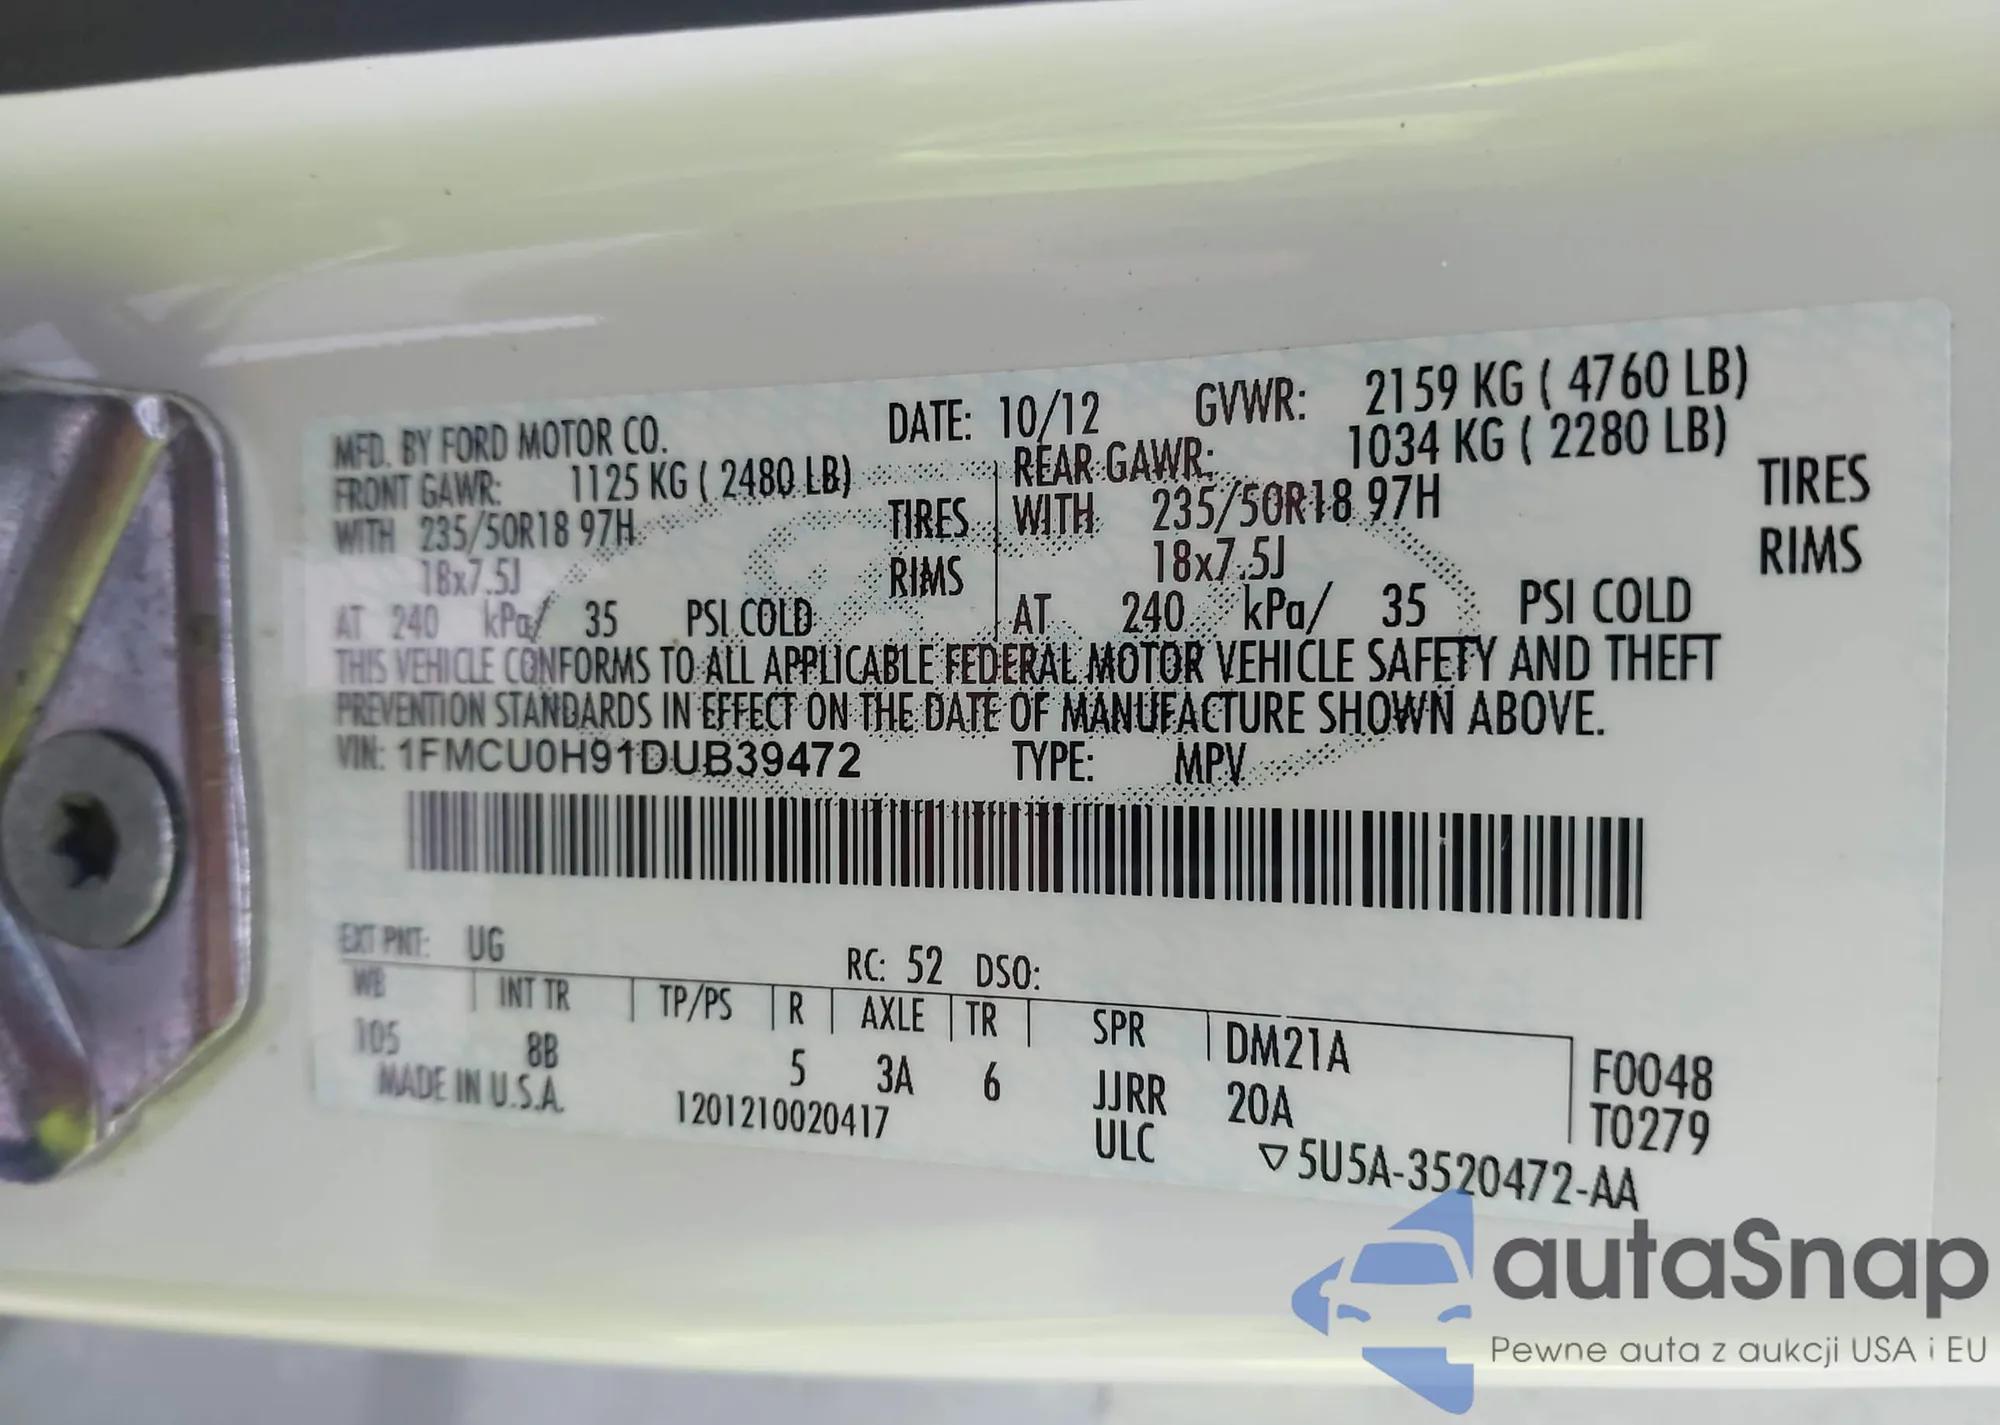 MFD. BY FORD MOTOR CO. DATE: 10/12 GVWR: 2159 KG ( 4760 LB)
FRONT GAWR: 1125 KG ( 2480 LB) REAR GAWR: 1034 KG ( 2280 LB)
WITH 235/50R18 97H TIRES WITH 235/50R18 97H TIRES
18x7.5J RIMS 18x7.5J RIMS
AT 240 kPa/ 35 PSI COLD AT 240 kPa/ 35 PSI COLD
THIS VEHICLE CONFORMS TO ALL APPLICABLE FEDERAL MOTOR VEHICLE SAFETY AND THEFT
PREVENTION STANDARDS IN EFFECT ON THE DATE OF MANUFACTURE SHOWN ABOVE.
VIN: 1FMCU0H91DUB39472 TYPE: MPV
EXT PNT: UG RC: 52 DSO:
WB INT TR TP/PS R AXLE TR SPR DM21A F0048
105 8B 5 3A 6 JJRR 20A T0279
MADE IN U.S.A. 1201210020417 ULC ▽5U5A-3520472-AA
autaSnap
Pewne auta z aukcji USA i EU